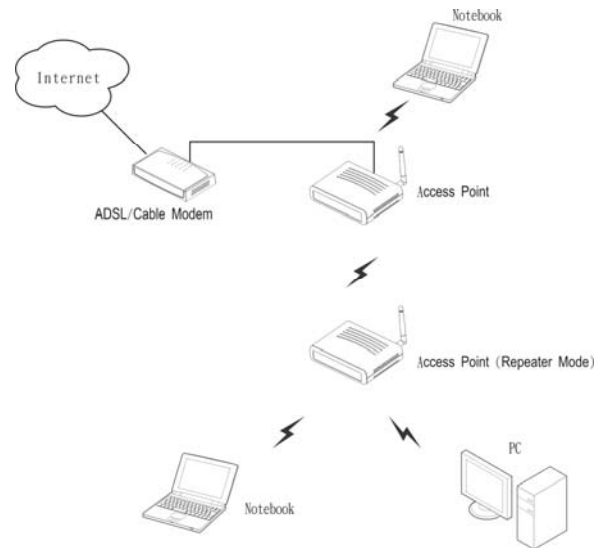 Notebook
Internet
Access Point
ADSL/Cable Modem
Access Point (Repeater Mode)
PC
Notebook